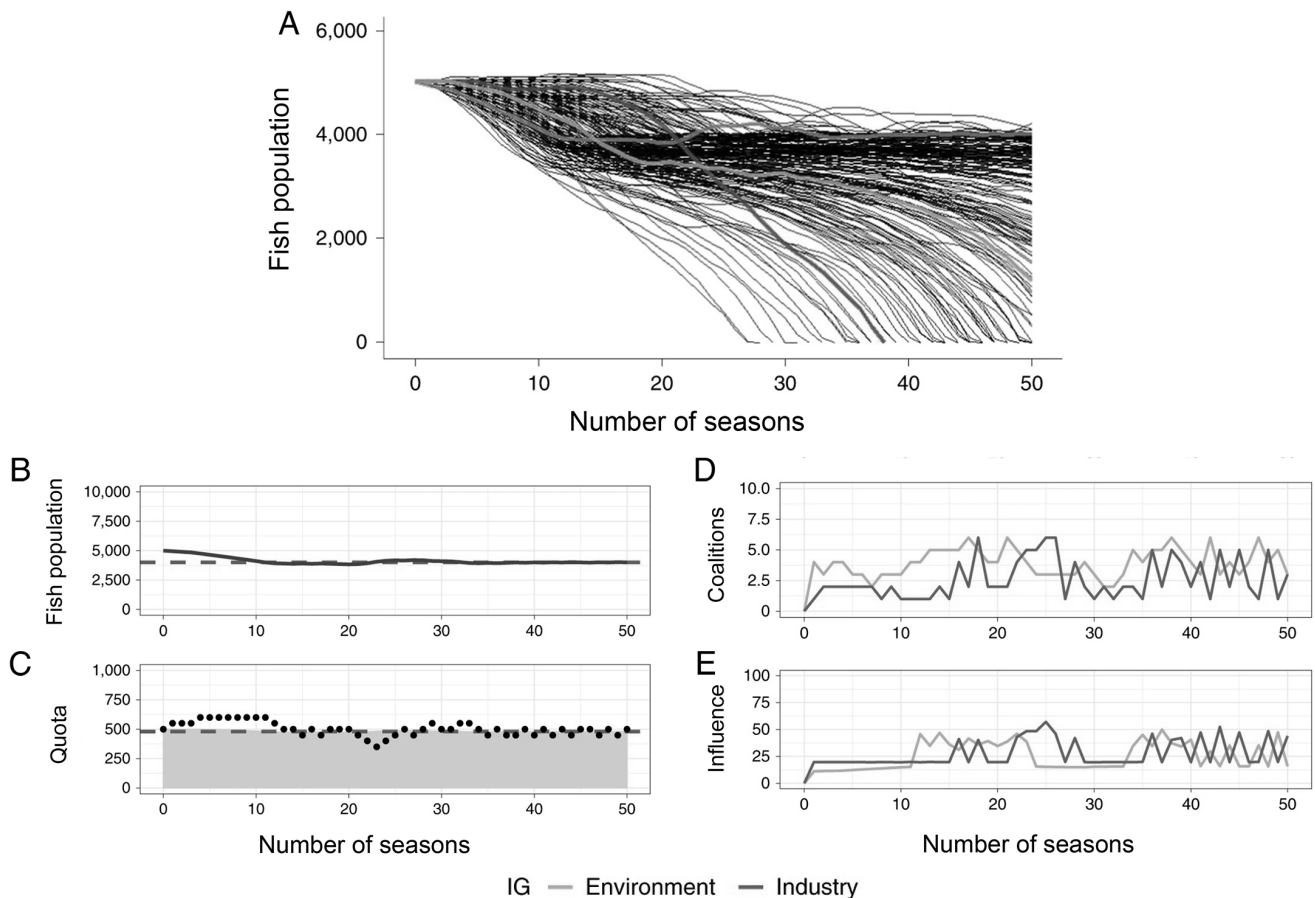 A
6,000
4,000
2,000
0
Fish population
0 10 20 30 40 50
Number of seasons
B
10,000
7,500
5,000
2,500
0
Fish population
0 10 20 30 40 50
C
1,000
750
500
250
0
Quota
0 10 20 30 40 50
Number of seasons
D
10.0
7.5
5.0
2.5
0
Coalitions
0 10 20 30 40 50
E
100
75
50
25
0
Influence
0 10 20 30 40 50
Number of seasons
IG Environment Industry